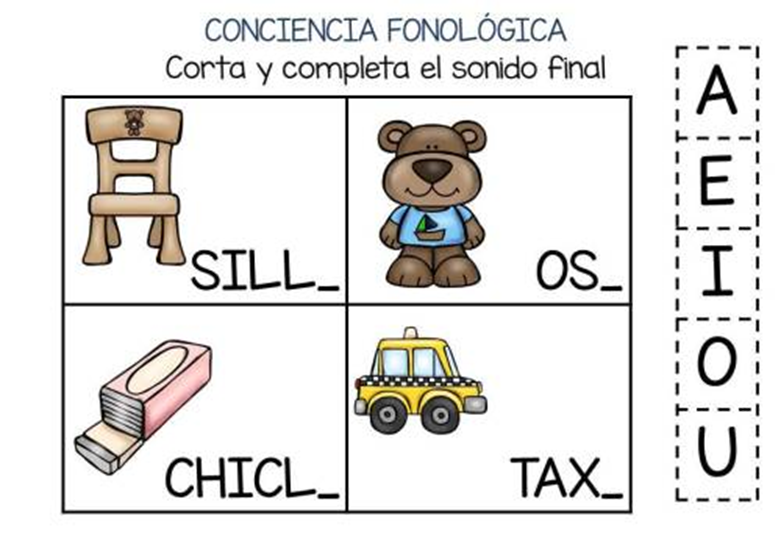 CONCIENCIA FONOLÓGICA
Corta y completa el sonido final
SILL_
OS_
CHICL_
TAX_
A
E
I
O
U